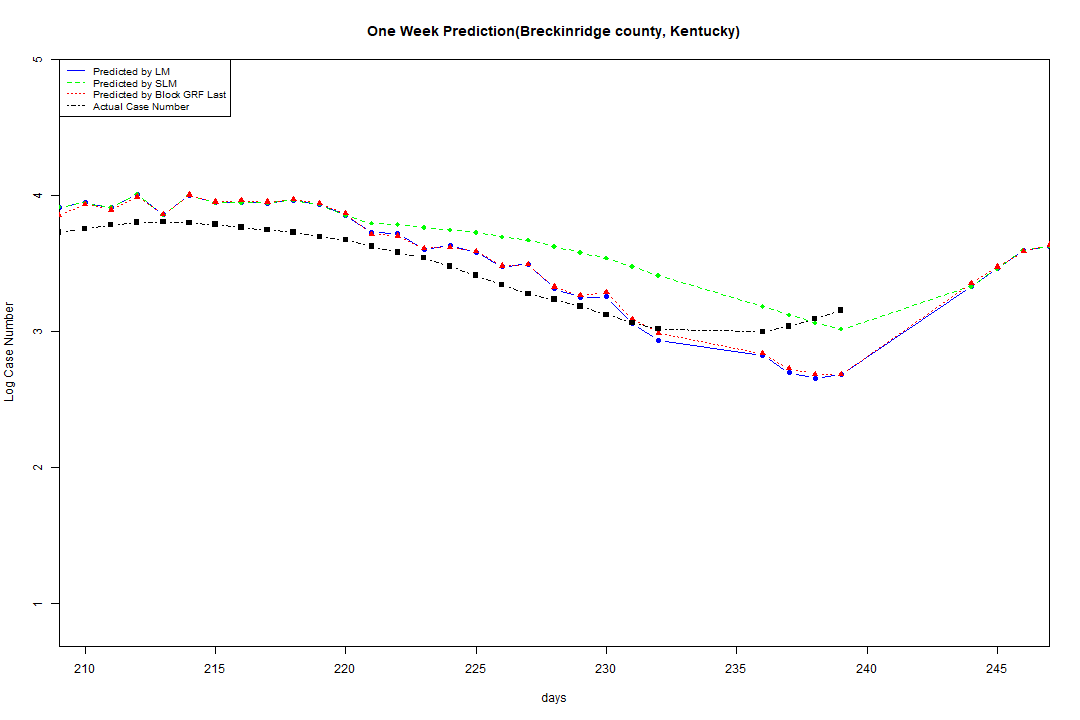 One Week Prediction(Breckinridge county, Kentucky)
Predicted by LM
Predicted by SLM
Predicted by Block GRF Last
Actual Case Number
5
4
3
2
1
Log Case Number
210 215 220 225 230 235 240 245
days